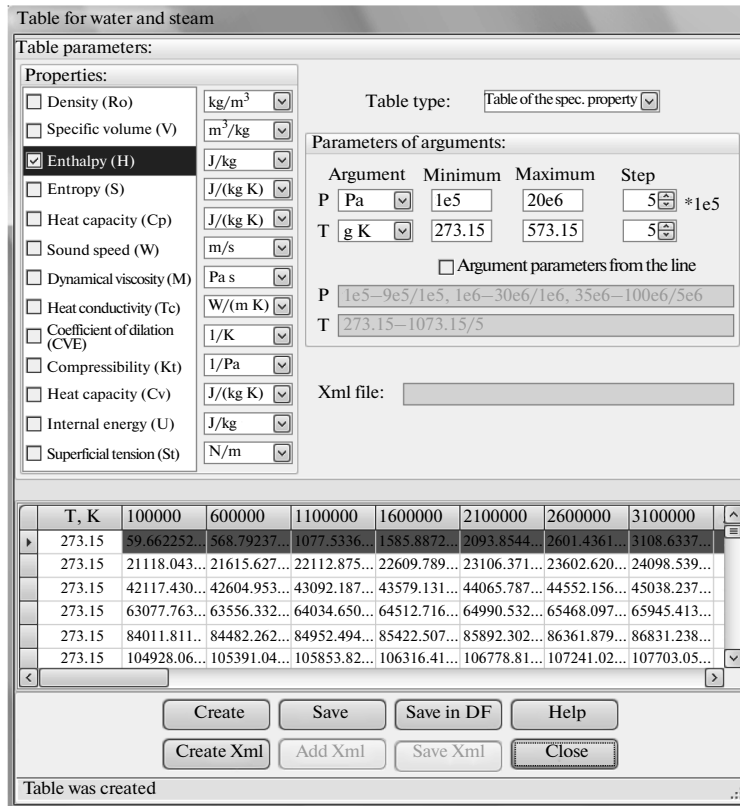 Table for water and steam
Table parameters:
Properties:
Density (Ro) kg/m³
Specific volume (V) m³/kg
Enthalpy (H) J/kg
Entropy (S) J/(kg K)
Heat capacity (Cp) J/(kg K)
Sound speed (W) m/s
Dynamical viscosity (M) Pa s
Heat conductivity (Tc) W/(m K)
Coefficient of dilation
(CVE) 1/K
Compressibility (Kt) 1/Pa
Heat capacity (Cv) J/(kg K)
Internal energy (U) J/kg
Superficial tension (St) N/m
Table type: Table of the spec. property
Parameters of arguments:
Argument Minimum Maximum Step
P Pa 1e5 20e6 5 *1e5
T g K 273.15 573.15 5
Argument parameters from the line
P 1e5–9e5/1e5, 1e6–30e6/1e6, 35e6–100e6/5e6
T 273.15–1073.15/5
Xml file:
T, K 100000 600000 1100000 1600000 2100000 2600000 3100000
273.15 59.662252... 568.79237... 1077.5336... 1585.8872... 2093.8544... 2601.4361... 3108.6337...
273.15 21118.043... 21615.627... 22112.875... 22609.789... 23106.371... 23602.620... 24098.539...
273.15 42117.430... 42604.953... 43092.187... 43579.131... 44065.787... 44552.156... 45038.237...
273.15 63077.763... 63556.332... 64034.650... 64512.716... 64990.532... 65468.097... 65945.413...
273.15 84011.811.. 84482.262... 84952.494... 85422.507... 85892.302... 86361.879... 86831.238...
273.15 104928.06... 105391.04... 105853.82... 106316.41... 106778.81... 107241.02... 107703.05...
Create Save Save in DF Help
Create Xml Add Xml Save Xml Close
Table was created